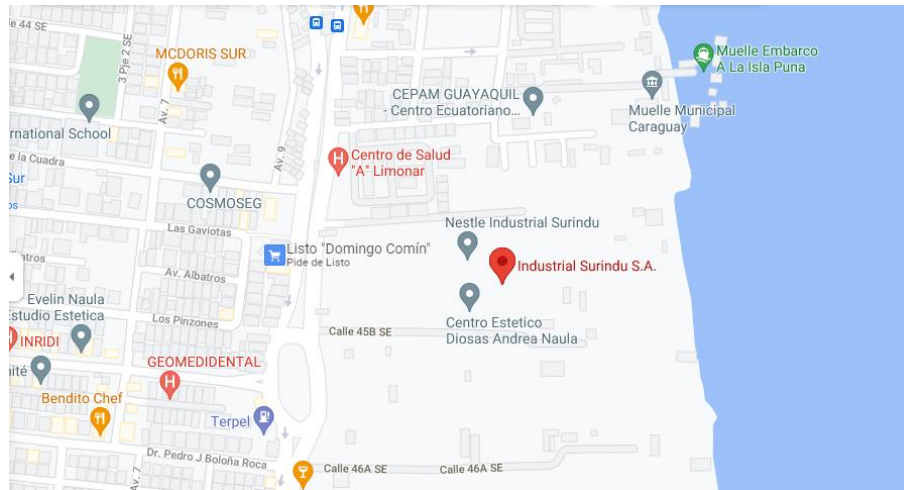 le 44 SE
3 Pje 2 SE
MCDORIS SUR
Av. 7
Muelle Embarco
A La Isla Puna
CEPAM GUAYAQUIL
- Centro Ecuatoriano...
Muelle Municipal
Caraguay
rnational School
Av. 9
de la Cuadra
Centro de Salud
"A" Limonar
Sur
os
COSMOSEG
Las Gaviotas
Nestle Industrial Surindu
Listo "Domingo Comín"
Pide de Listo
batros
Av. Albatros
Industrial Surindu S.A.
Evelin Naula
Estudio Estetica
Los Pinzones
Centro Estetico
Diosas Andrea Naula
Calle 45B SE
INRIDI
GEOMEDIDENTAL
nité
Bendito Chef
Terpel
Dr. Pedro J Boloña Roca
Av. 7
Calle 46A SE
Calle 46A SE